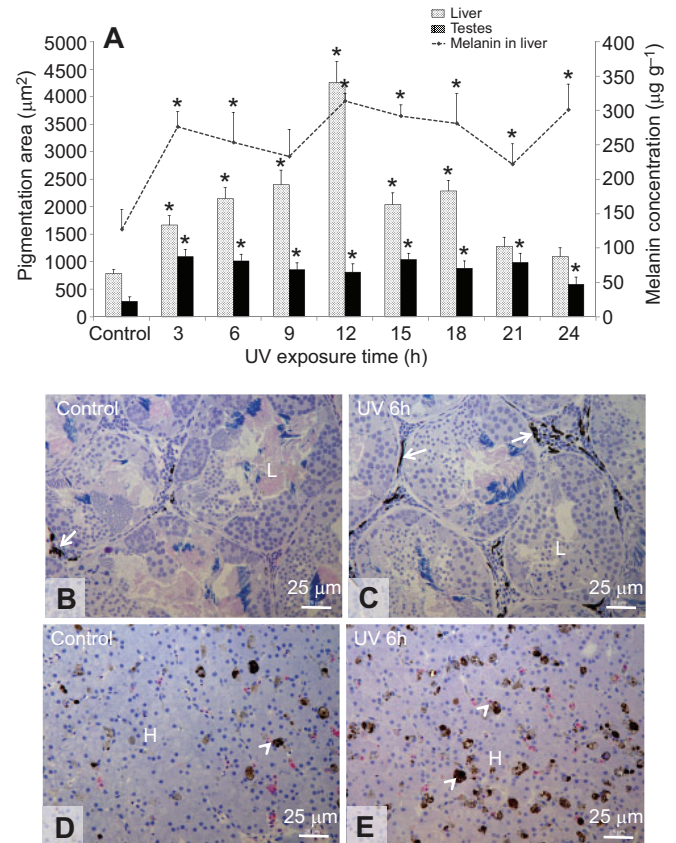 A
Liver
Testes
Melanin in liver
Pigmentation area (μm²)
5000
4500
4000
3500
3000
2500
2000
1500
1000
500
0
400
350
300
250
200
150
100
50
0
Melanin concentration (μg g⁻¹)
* * * * * * * * * * * * * * * * * * * * *
Control 3 6 9 12 15 18 21 24
UV exposure time (h)
Control
L
B
25 μm
UV 6h
L
C
25 μm
Control
H
D
25 μm
UV 6h
H
E
25 μm